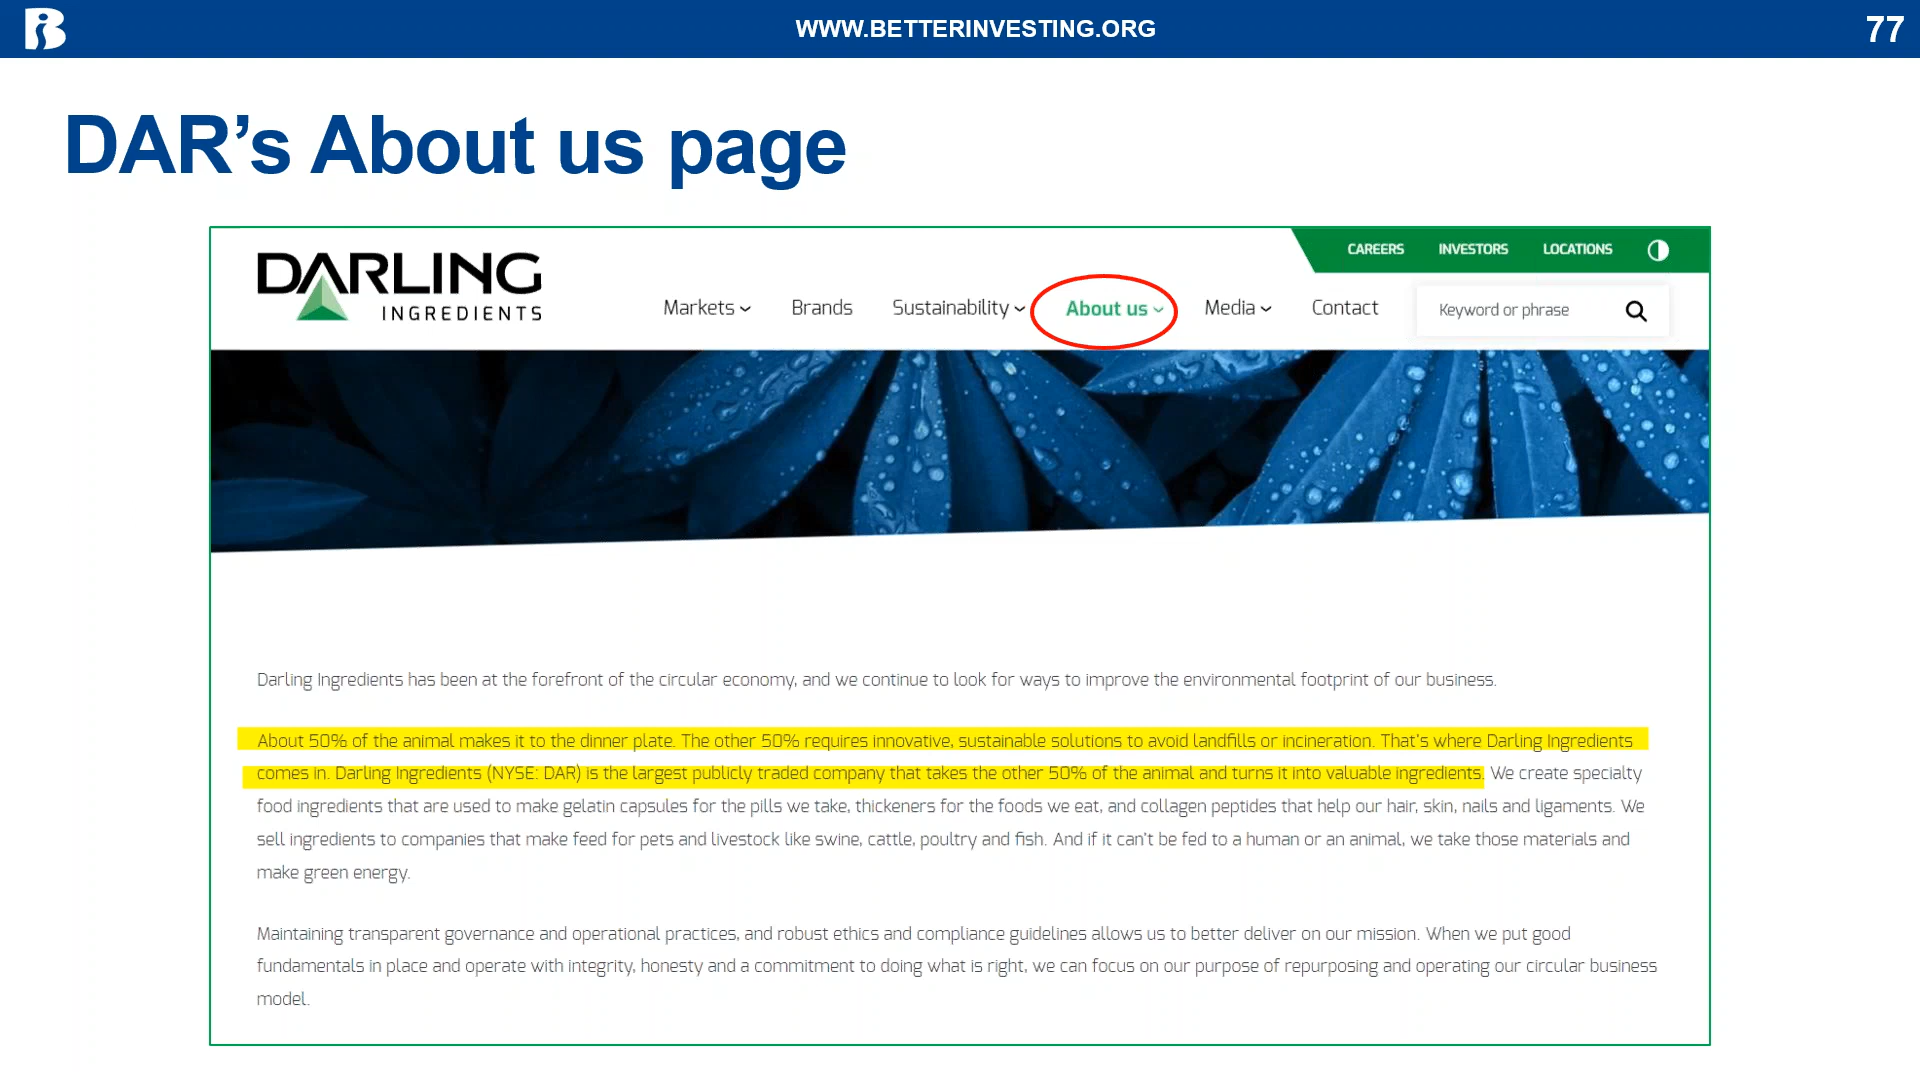 WWW.BETTERINVESTING.ORG
77
DAR’s About us page
CAREERS INVESTORS LOCATIONS
DARLING
INGREDIENTS
Markets Brands Sustainability About us Media Contact Keyword or phrase
Darling Ingredients has been at the forefront of the circular economy, and we continue to look for ways to improve the environmental footprint of our business.
About 50% of the animal makes it to the dinner plate. The other 50% requires innovative, sustainable solutions to avoid landfills or incineration. That's where Darling Ingredients
comes in. Darling Ingredients (NYSE: DAR) is the largest publicly traded company that takes the other 50% of the animal and turns it into valuable ingredients. We create specialty
food ingredients that are used to make gelatin capsules for the pills we take, thickeners for the foods we eat, and collagen peptides that help our hair, skin, nails and ligaments. We
sell ingredients to companies that make feed for pets and livestock like swine, cattle, poultry and fish. And if it can't be fed to a human or an animal, we take those materials and
make green energy.
Maintaining transparent governance and operational practices, and robust ethics and compliance guidelines allows us to better deliver on our mission. When we put good
fundamentals in place and operate with integrity, honesty and a commitment to doing what is right, we can focus on our purpose of repurposing and operating our circular business
model.